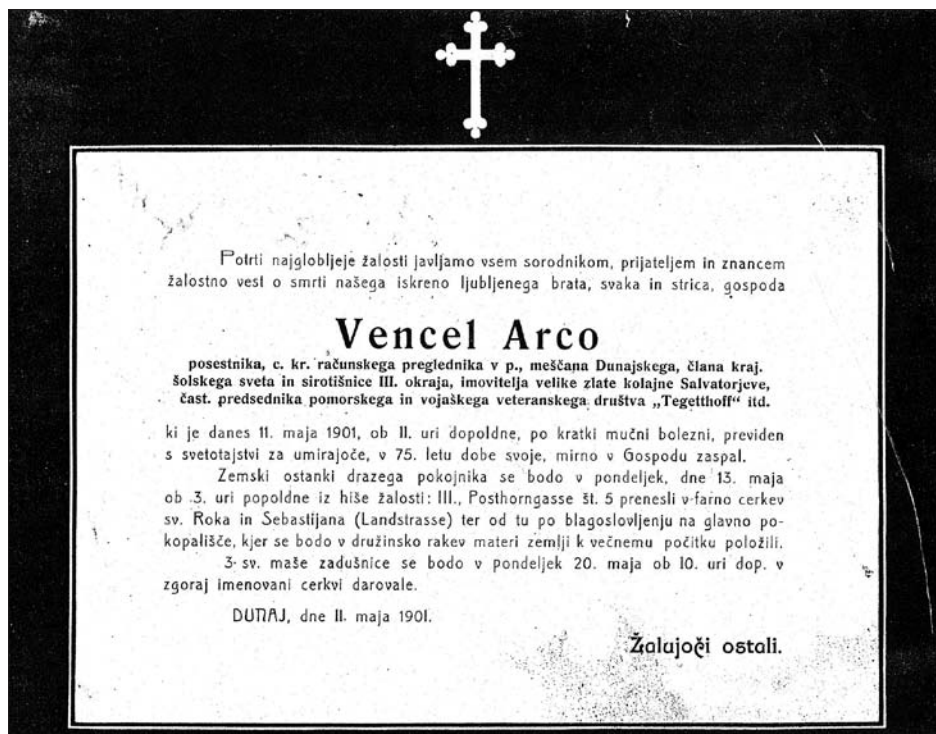 Potrti najglobljeje žalosti javljamo vsem sorodnikom, prijateljem in znancem
žalostno vest o smrti našega iskreno ljubljenega brata, svaka in strica, gospoda
Vencel Arco
posestnika, c. kr. računskega preglednika v p., meščana Dunajskega, člana kraj.
šolskega sveta in sirotišnice III. okraja, imovitelja velike zlate kolajne Salvatorjeve,
čast. predsednika pomorskega in vojaškega veteranskega društva „Tegetthoff“ itd.
ki je danes 11. maja 1901, ob 11. uri dopoldne, po kratki mučni bolezni, previden
s svetotajstvi za umirajoče, v 75. letu dobe svoje, mirno v Gospodu zaspal.
Zemski ostanki drazega pokojnika se bodo v pondeljek, dne 13. maja
ob 3. uri popoldne iz hiše žalosti: III., Posthorngasse št. 5 prenesli v farno cerkev
sv. Roka in Sebastijana (Landstrasse) ter od tu po blagoslovljenju na glavno po-
kopališče, kjer se bodo v družinsko rakev materi zemlji k večnemu počitku položili.
3 sv. maše zadušnice se bodo v pondeljek 20. maja ob 10. uri dop. v
zgoraj imenovani cerkvi darovale.
DUNAJ, dne 11. maja 1901.
Žalujoči ostali.